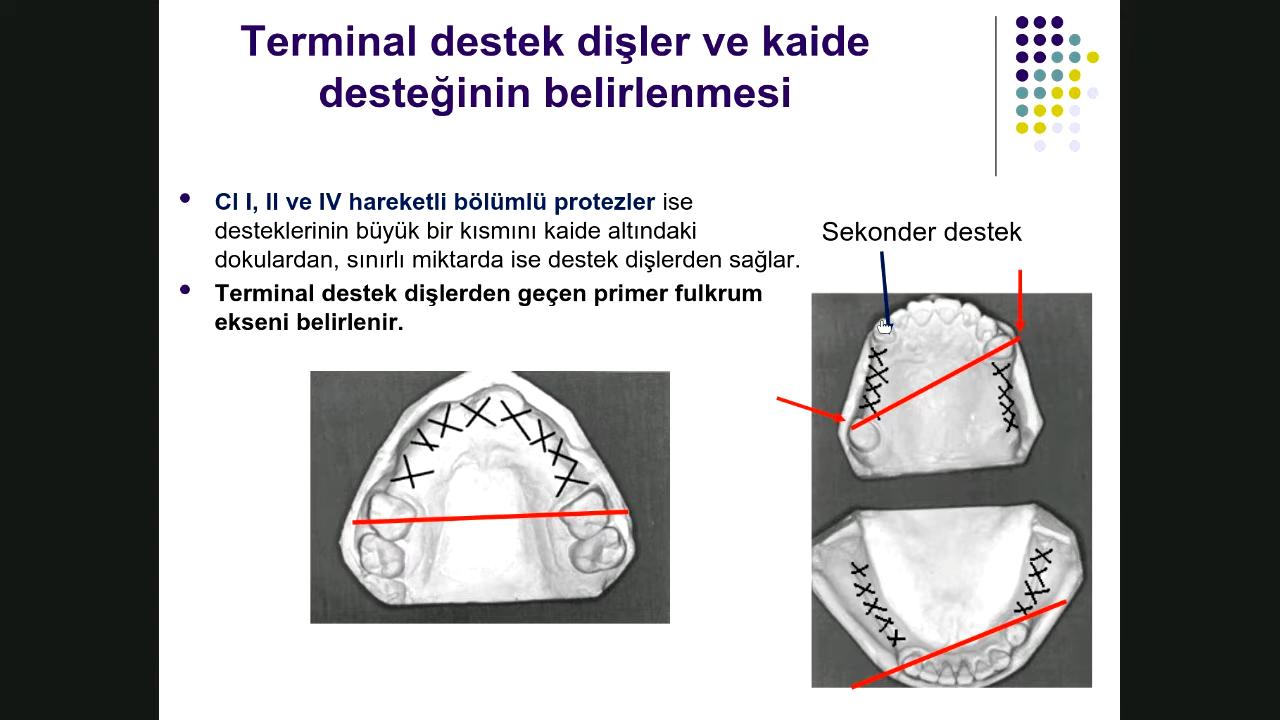 Terminal destek dişler ve kaide
desteğinin belirlenmesi
Cl I, II ve IV hareketli bölümlü protezler ise
desteklerinin büyük bir kısmını kaide altındaki
dokulardan, sınırlı miktarda ise destek dişlerden sağlar.
Terminal destek dişlerden geçen primer fulkrum
ekseni belirlenir.
Sekonder destek